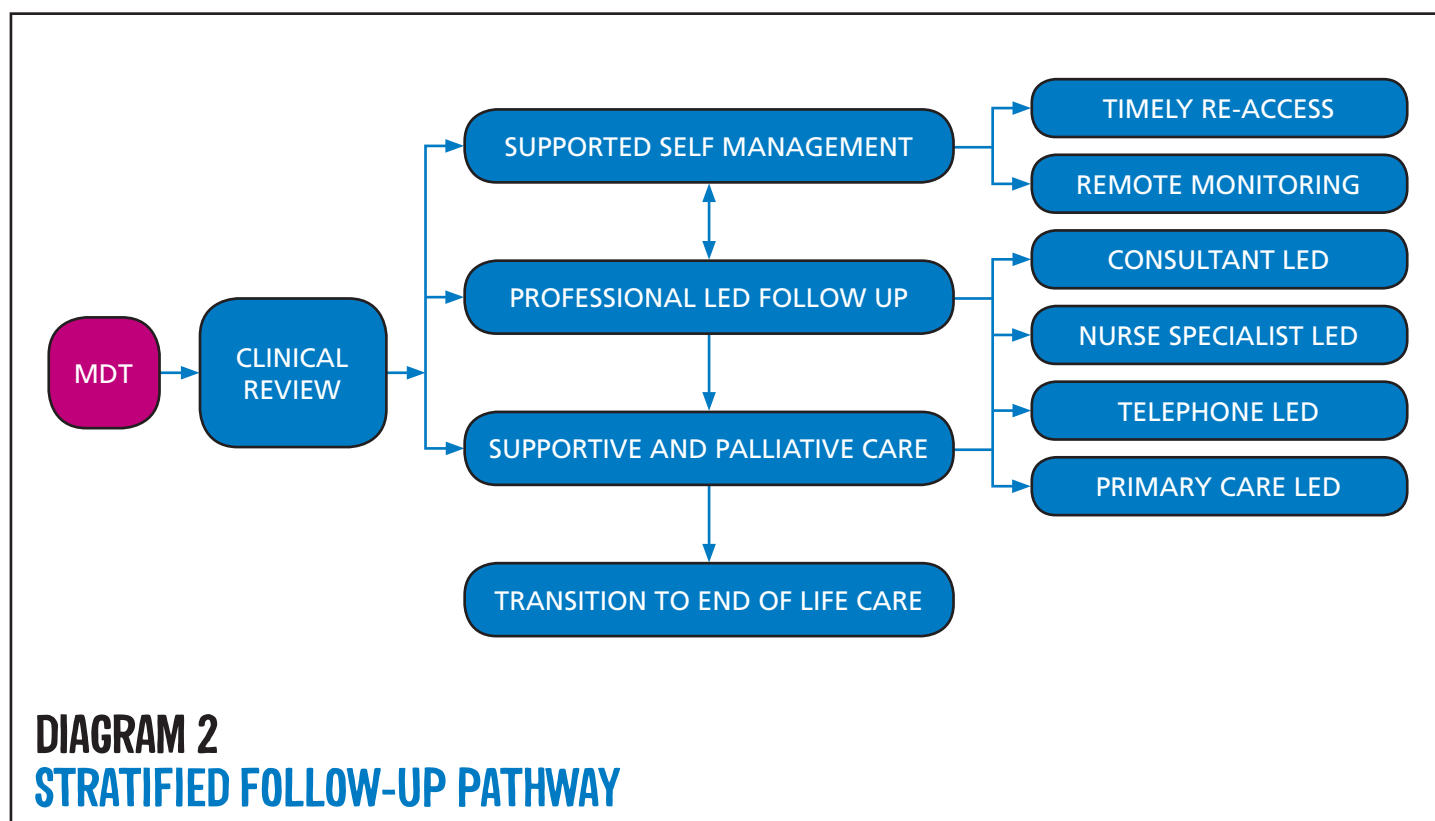 MDT
CLINICAL
REVIEW
SUPPORTED SELF MANAGEMENT
PROFESSIONAL LED FOLLOW UP
SUPPORTIVE AND PALLIATIVE CARE
TRANSITION TO END OF LIFE CARE
TIMELY RE-ACCESS
REMOTE MONITORING
CONSULTANT LED
NURSE SPECIALIST LED
TELEPHONE LED
PRIMARY CARE LED
DIAGRAM 2
STRATIFIED FOLLOW-UP PATHWAY